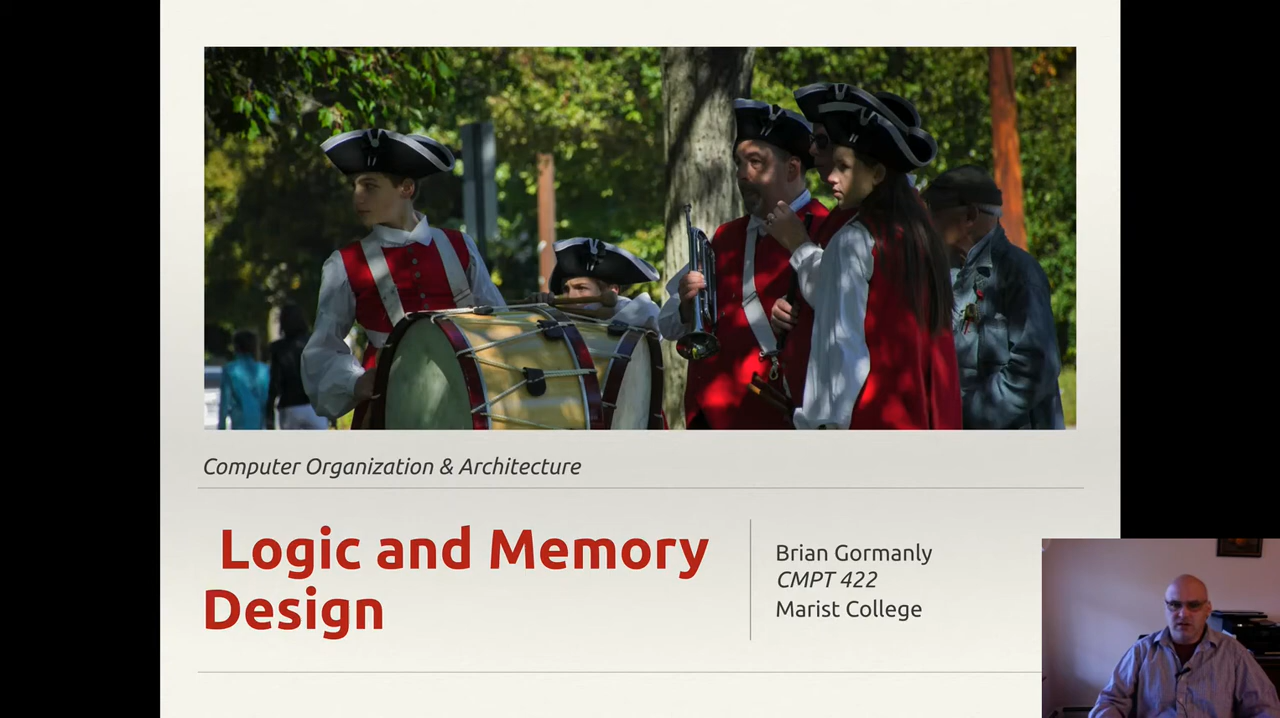 Computer Organization & Architecture
Logic and Memory
Design
Brian Gormanly
CMPT 422
Marist College